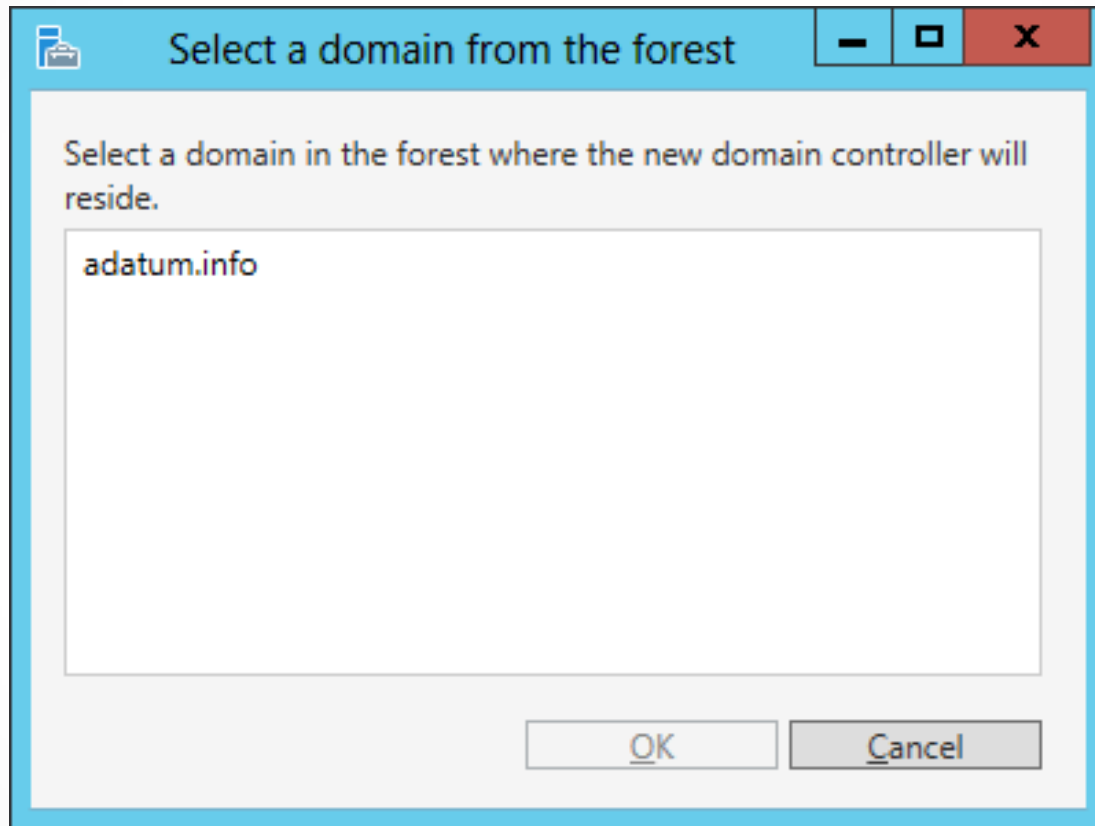 Select a domain from the forest
Select a domain in the forest where the new domain controller will
reside.
adatum.info
OK
Cancel